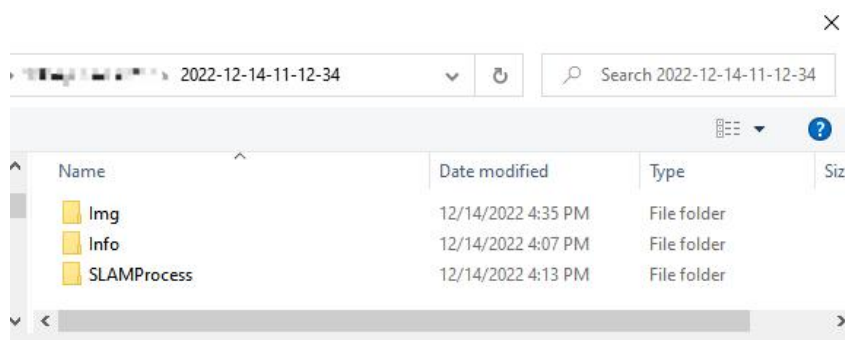 2022-12-14-11-12-34 Search 2022-12-14-11-12-34
?
Name Date modified Type Siz
Img 12/14/2022 4:35 PM File folder
Info 12/14/2022 4:07 PM File folder
SLAMProcess 12/14/2022 4:13 PM File folder